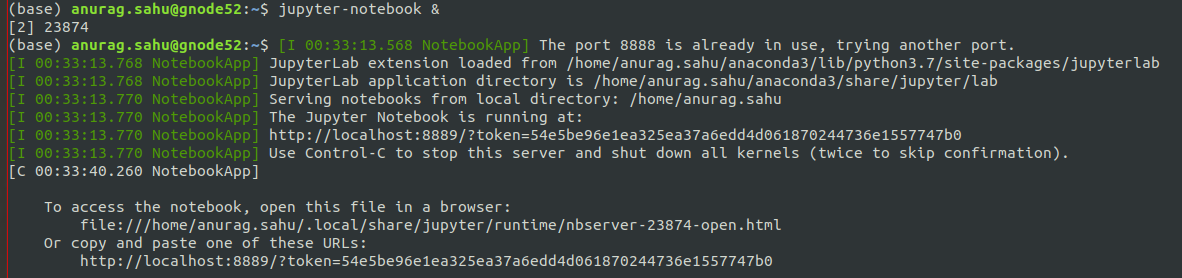 (base) anurag.sahu@gnode52:~$ jupyter-notebook &
[2] 23874
(base) anurag.sahu@gnode52:~$ [I 00:33:13.568 NotebookApp] The port 8888 is already in use, trying another port.
[I 00:33:13.768 NotebookApp] JupyterLab extension loaded from /home/anurag.sahu/anaconda3/lib/python3.7/site-packages/jupyterlab
[I 00:33:13.768 NotebookApp] JupyterLab application directory is /home/anurag.sahu/anaconda3/share/jupyter/lab
[I 00:33:13.770 NotebookApp] Serving notebooks from local directory: /home/anurag.sahu
[I 00:33:13.770 NotebookApp] The Jupyter Notebook is running at:
[I 00:33:13.770 NotebookApp] http://localhost:8889/?token=54e5be96e1ea325ea37a6edd4d061870244736e1557747b0
[I 00:33:13.770 NotebookApp] Use Control-C to stop this server and shut down all kernels (twice to skip confirmation).
[C 00:33:40.260 NotebookApp]
To access the notebook, open this file in a browser:
file:///home/anurag.sahu/.local/share/jupyter/runtime/nbserver-23874-open.html
Or copy and paste one of these URLs:
http://localhost:8889/?token=54e5be96e1ea325ea37a6edd4d061870244736e1557747b0